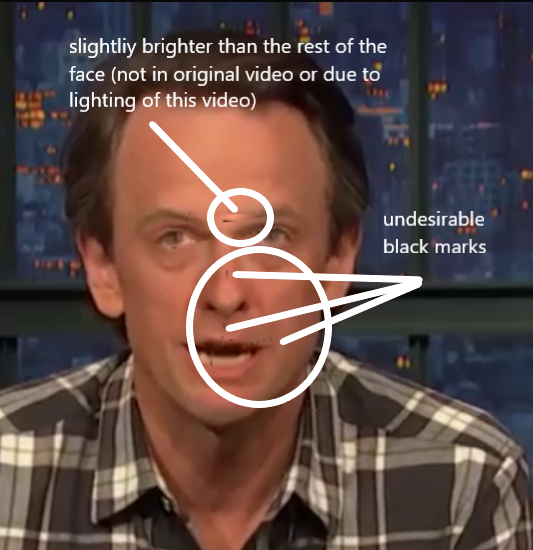 slightliy brighter than the rest of the
face (not in original video or due to
lighting of this video)
undesirable
black marks